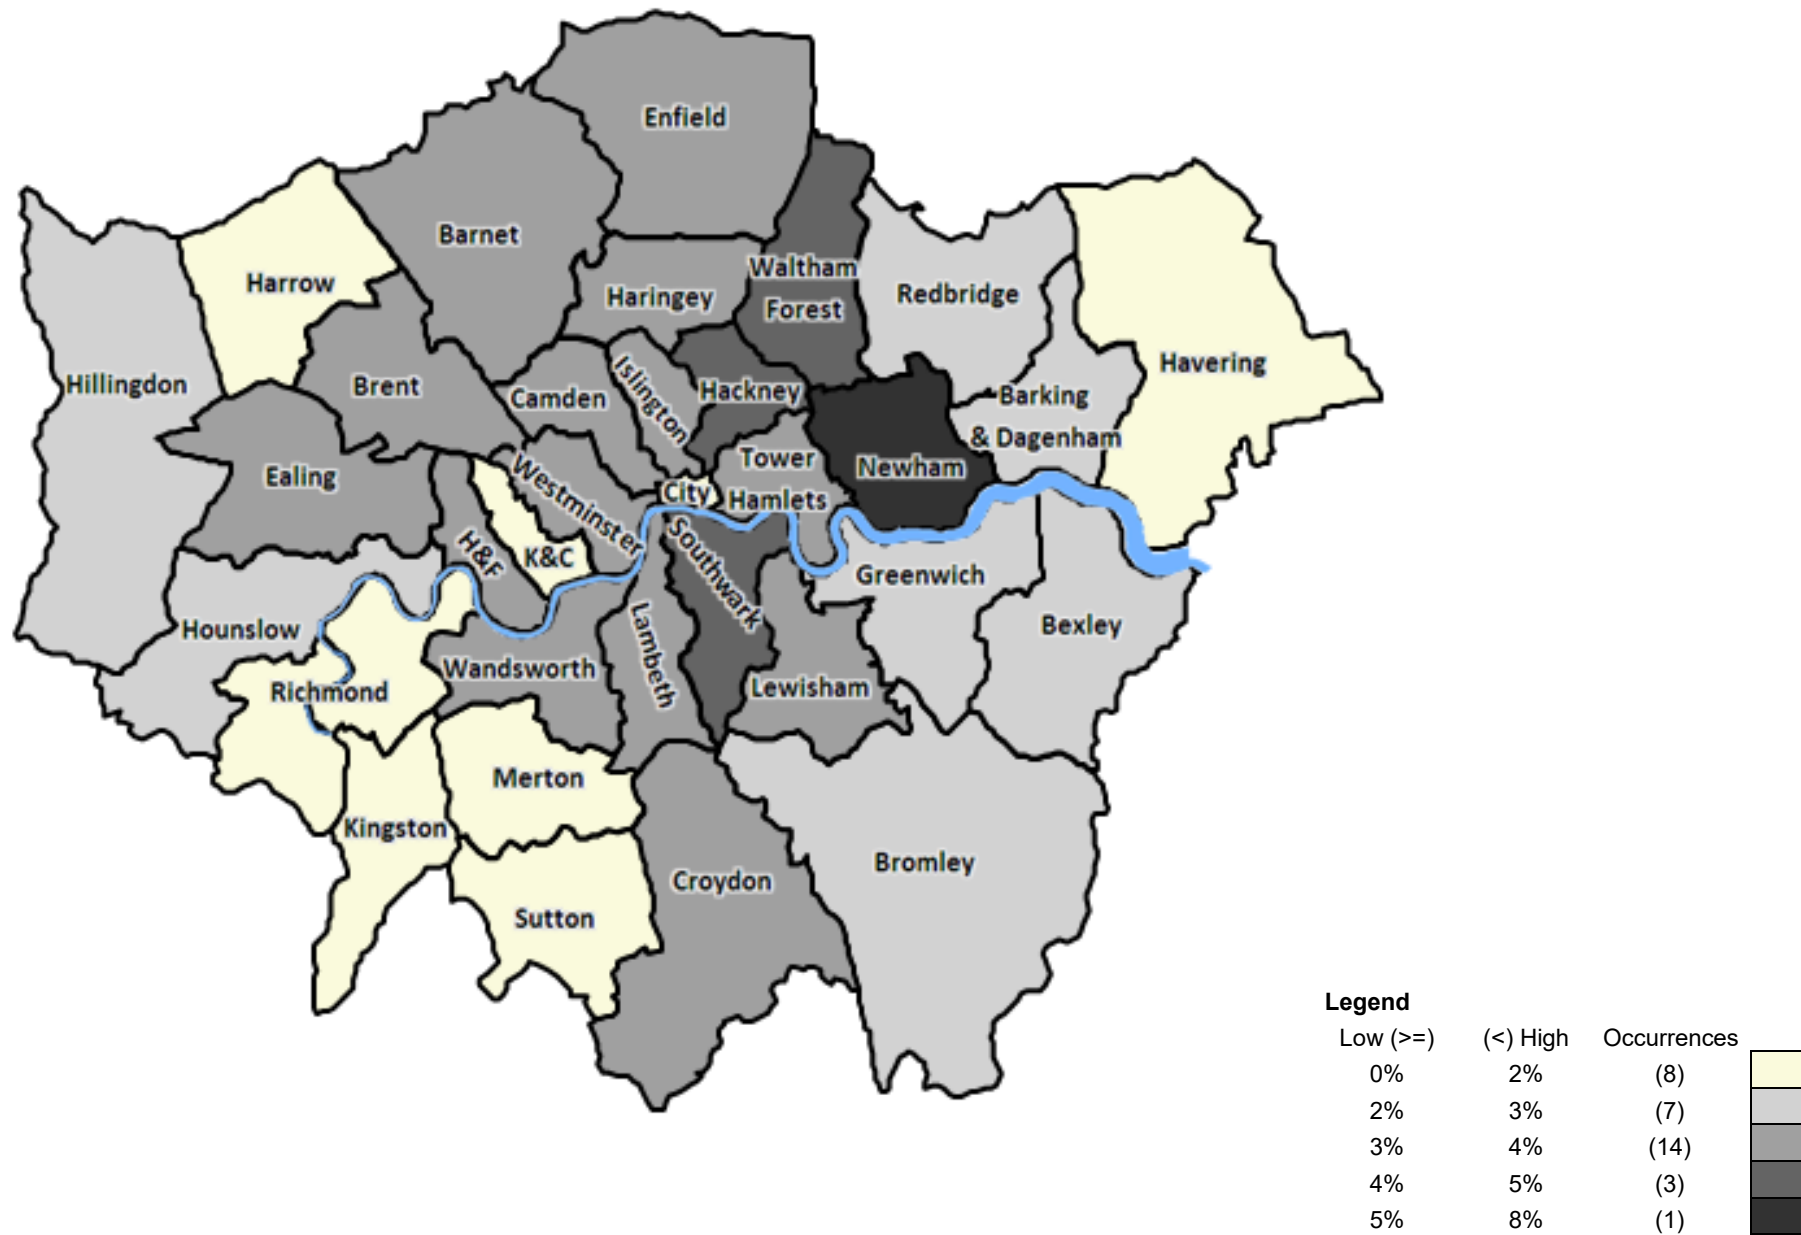 Enfield
Barnet
Harrow
Haringey
Waltham
Forest
Redbridge
Havering
Hillingdon
Brent
Camden
Islington
Hackney
Barking
& Dagenham
Ealing
Westminster
City
Tower
Hamlets
Newham
H&F
K&C
Southwark
Greenwich
Hounslow
Lambeth
Bexley
Richmond
Wandsworth
Lewisham
Merton
Kingston
Croydon
Bromley
Sutton
Legend
Low (>=) (<) High Occurrences
0% 2% (8)
2% 3% (7)
3% 4% (14)
4% 5% (3)
5% 8% (1)